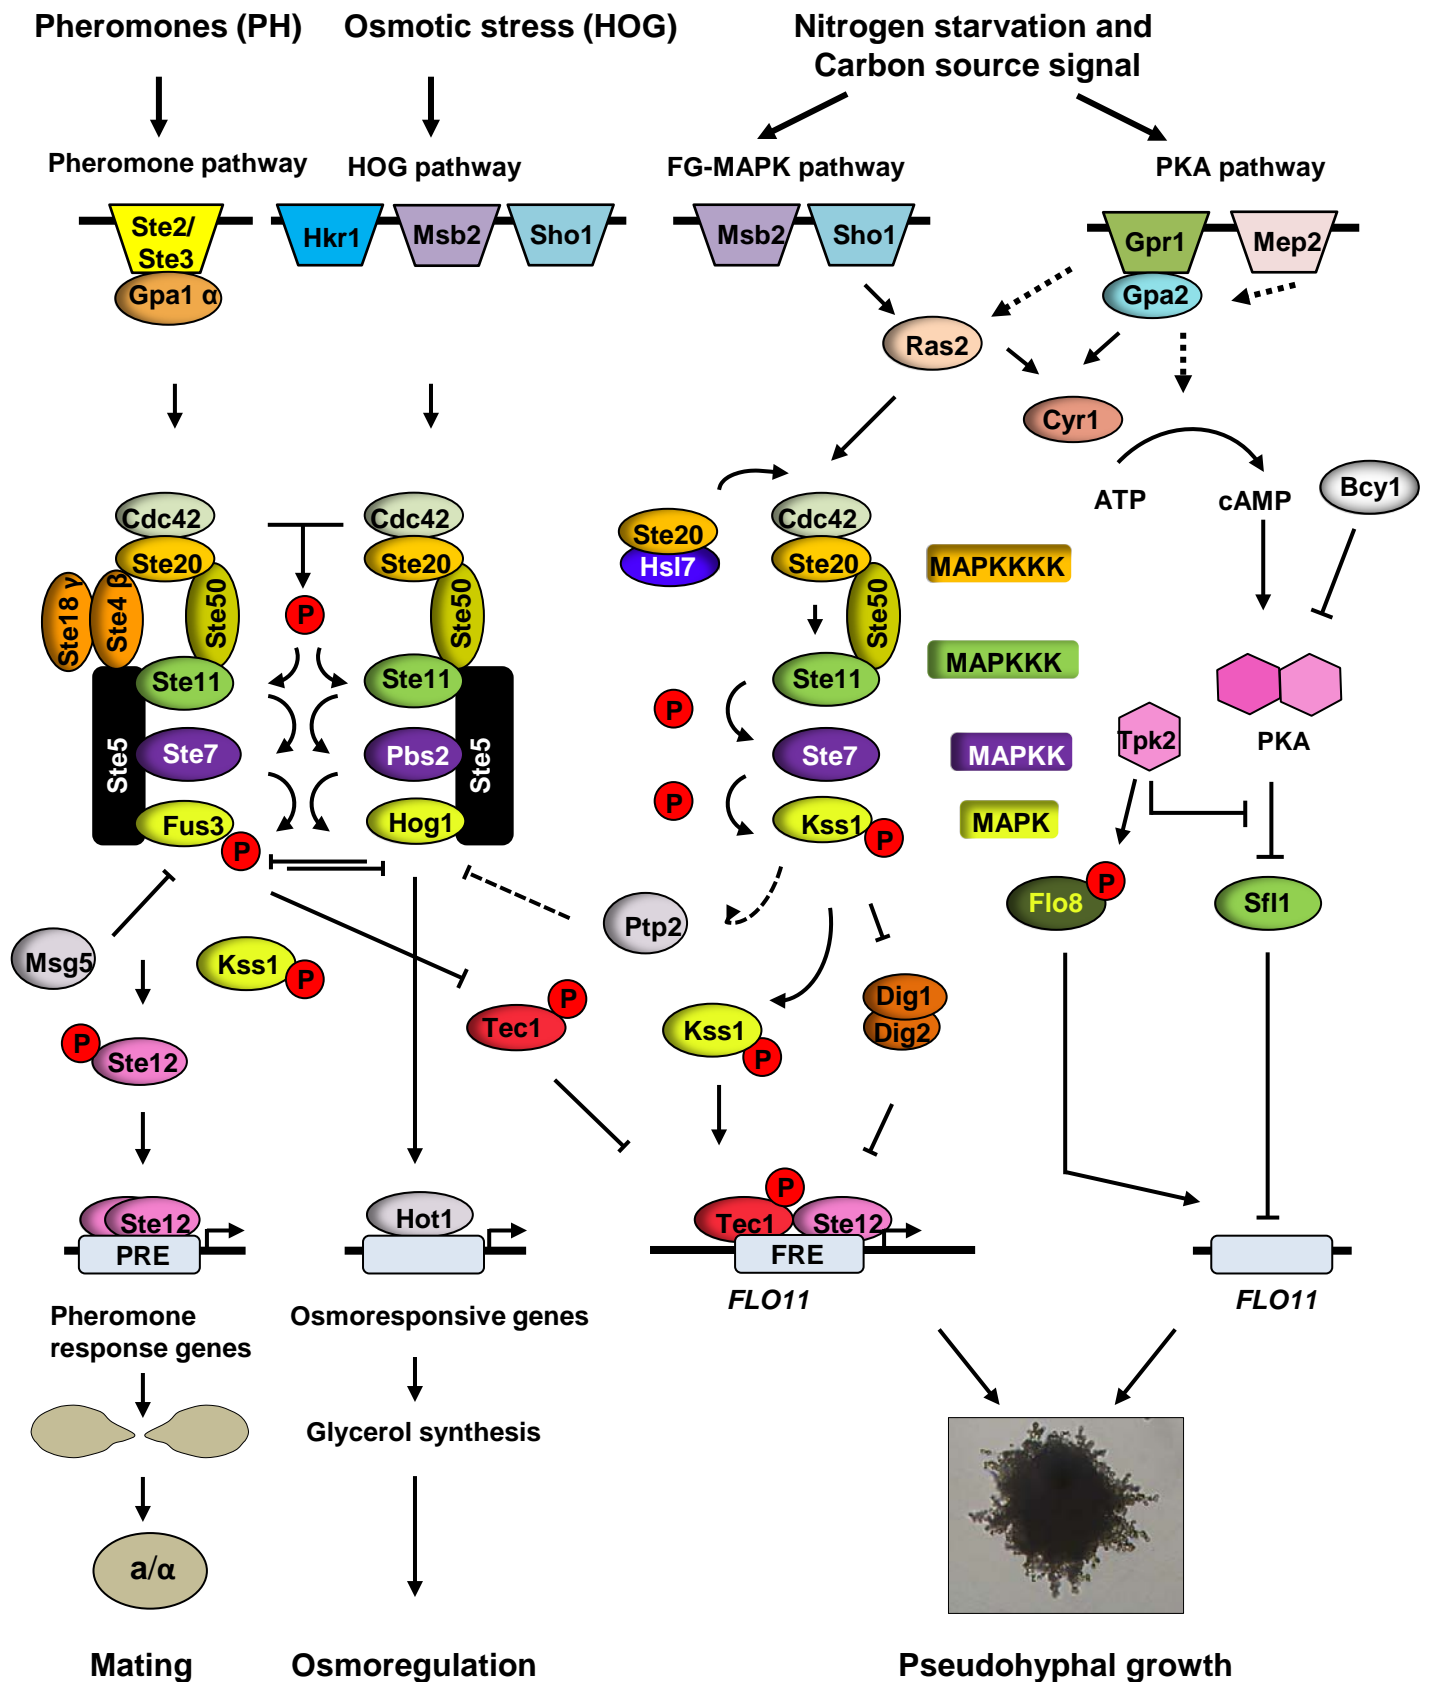 Pheromones (PH)
Osmotic stress (HOG)
Nitrogen starvation and
Carbon source signal
Pheromone pathway
HOG pathway
FG-MAPK pathway
PKA pathway
Ste2/
Ste3
Gpa1 α
Hkr1
Msb2
Sho1
Msb2
Sho1
Gpr1
Mep2
Gpa2
Ras2
Cyr1
ATP
cAMP
Bcy1
Cdc42
Ste20
Ste18 γ
Ste4 β
Ste50
Ste11
Ste5
Ste7
Fus3
P
P
Cdc42
Ste20
Ste50
Ste11
Ste5
Pbs2
Hog1
Ste20
Hsl7
Cdc42
Ste20
Ste50
Ste11
P
Ste7
P
Kss1
P
MAPKKKK
MAPKKK
MAPKK
MAPK
Tpk2
PKA
Flo8
P
Sfl1
Msg5
Kss1
P
Ptp2
P
Ste12
Tec1
P
Kss1
P
Dig1
Dig2
Ste12
PRE
Hot1
Tec1
P
Ste12
FRE
FLO11
FLO11
Pheromone
response genes
Osmoresponsive genes
Glycerol synthesis
a/α
Mating
Osmoregulation
Pseudohyphal growth